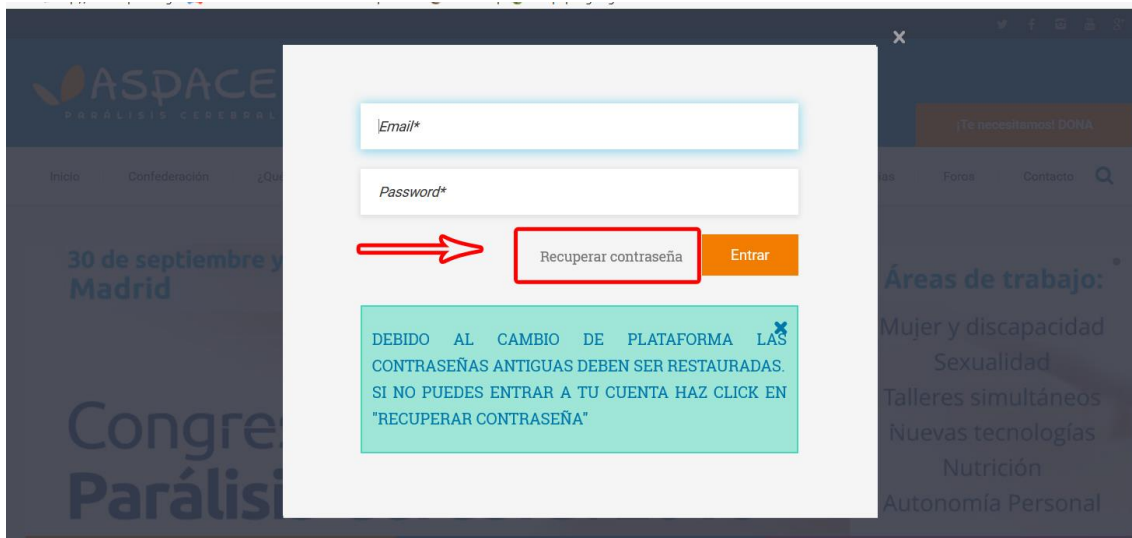 ASPACE
PARÁLISIS CEREBRAL
¡Te necesitamos! DONA
Inicio Confederación Foros Contacto
30 de septiembre y
Madrid
Email*
Password*
Recuperar contraseña Entrar
DEBIDO AL CAMBIO DE PLATAFORMA LAS
CONTRASEÑAS ANTIGUAS DEBEN SER RESTAURADAS.
SI NO PUEDES ENTRAR A TU CUENTA HAZ CLICK EN
"RECUPERAR CONTRASEÑA"
Áreas de trabajo:
Mujer y discapacidad
Sexualidad
Talleres simultáneos
Nuevas tecnologías
Nutrición
Autonomía Personal
Congre
Parálisi